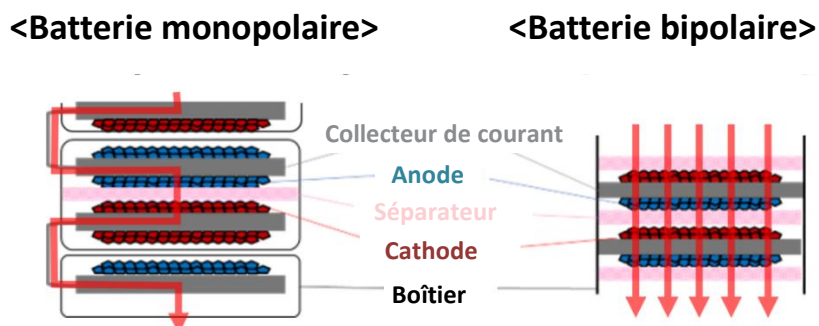 <Batterie monopolaire> <Batterie bipolaire>
Collecteur de courant
Anode
Séparateur
Cathode
Boîtier